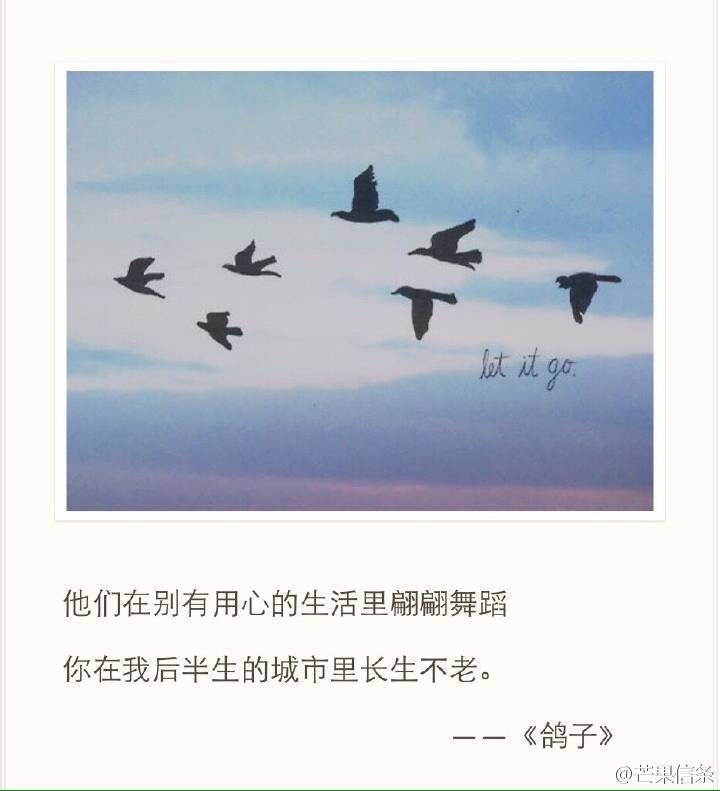 let it go.
他们在别有用心的生活里翩翩舞蹈
你在我后半生的城市里长生不老。
——《鸽子》
@芒果信条